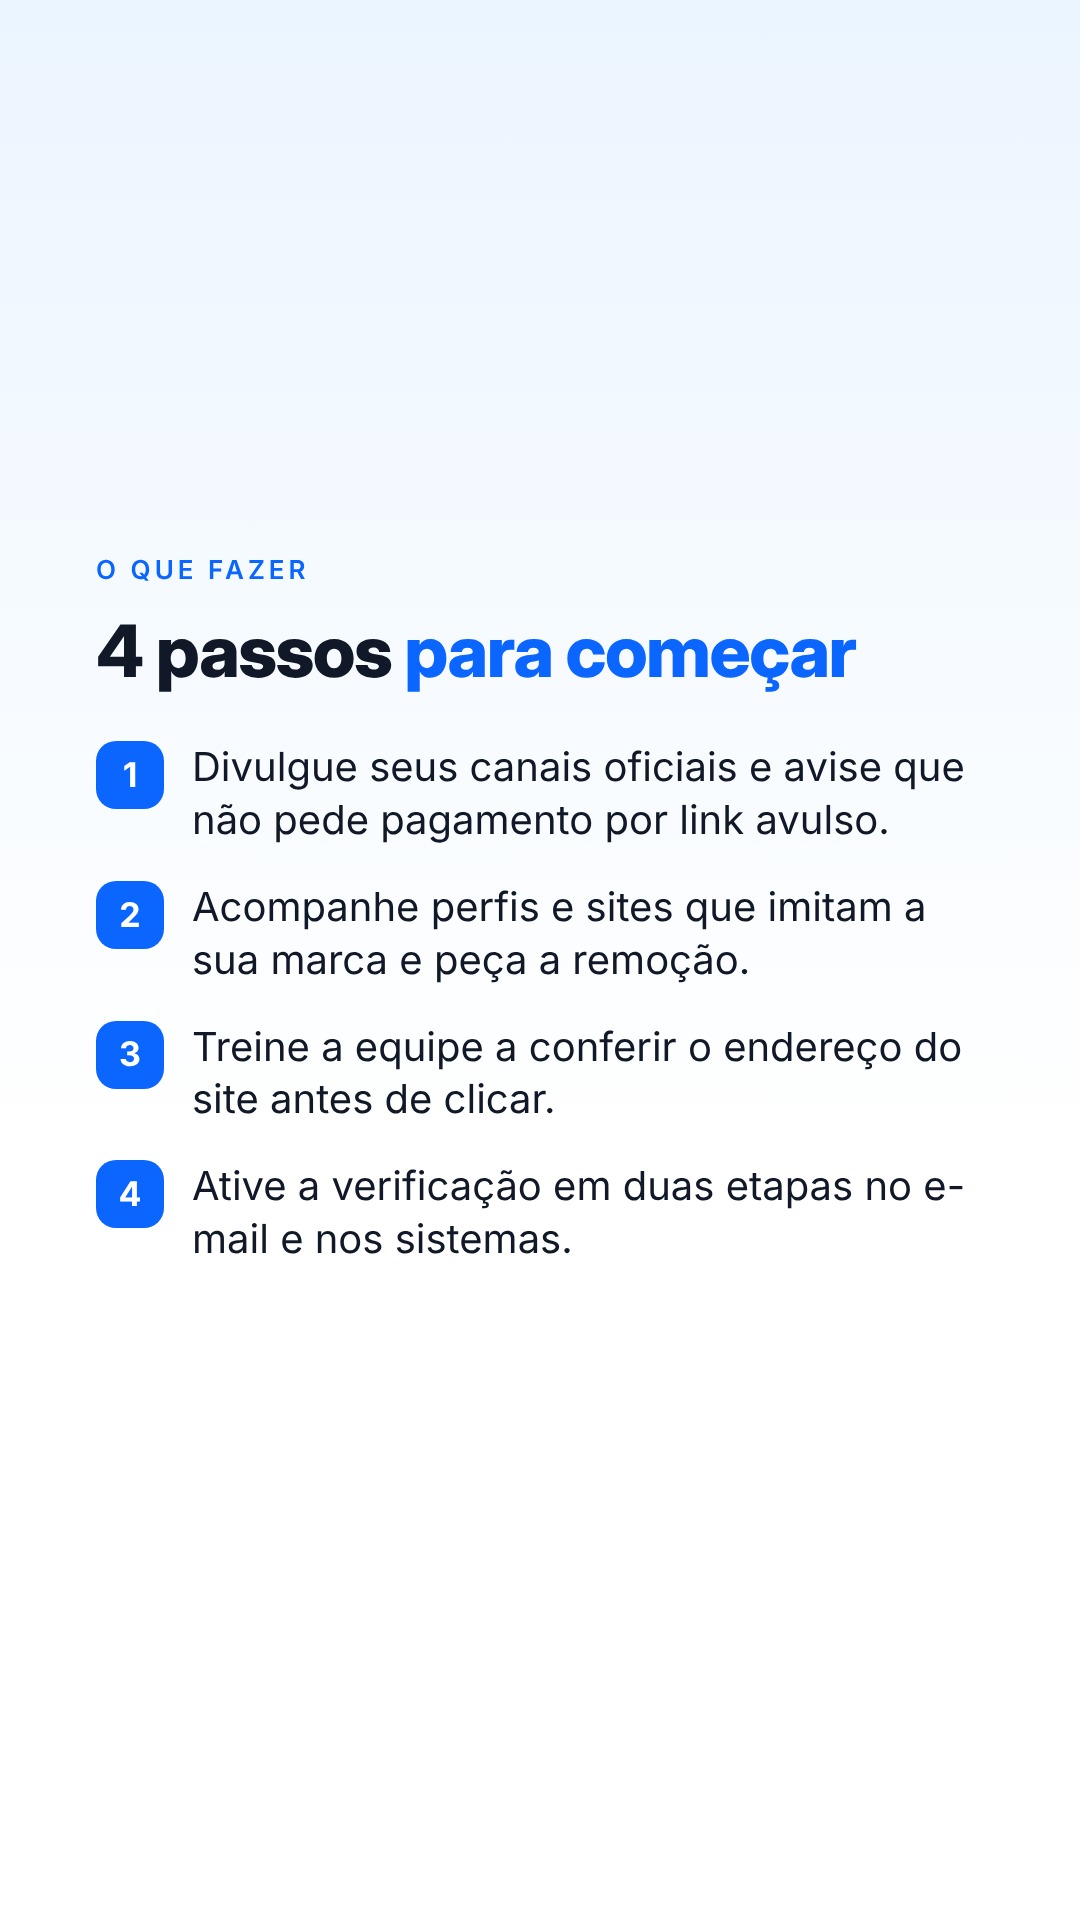 O QUE FAZER
4 passos para começar
1
Divulgue seus canais oficiais e avise que
não pede pagamento por link avulso.
2
Acompanhe perfis e sites que imitam a
sua marca e peça a remoção.
3
Treine a equipe a conferir o endereço do
site antes de clicar.
4
Ative a verificação em duas etapas no e-
mail e nos sistemas.